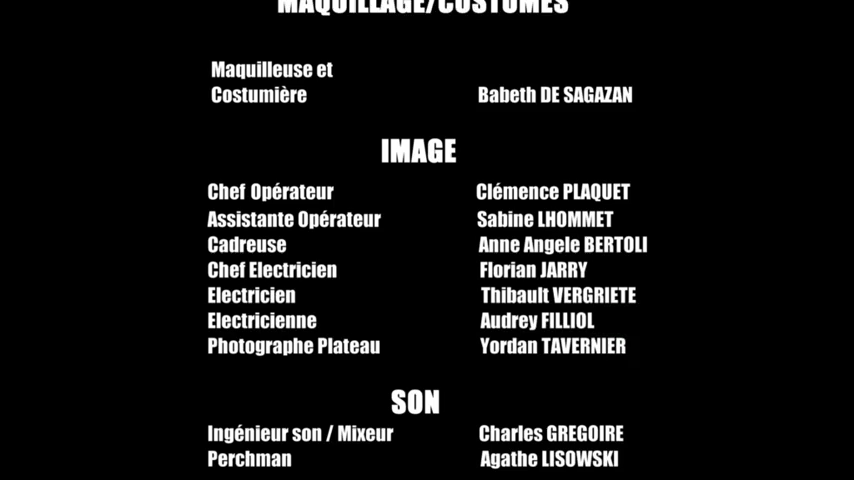 MAQUILLAGE/COSTUMES
Maquilleuse et
Costumière Babeth DE SAGAZAN
IMAGE
Chef Opérateur Clémence PLAQUET
Assistante Opérateur Sabine LHOMMET
Cadreuse Anne Angele BERTOLI
Chef Electricien Florian JARRY
Electricien Thibault VERGRIETE
Electricienne Audrey FILLIOL
Photographe Plateau Yordan TAVERNIER
SON
Ingénieur son / Mixeur Charles GREGOIRE
Perchman Agathe LISOWSKI